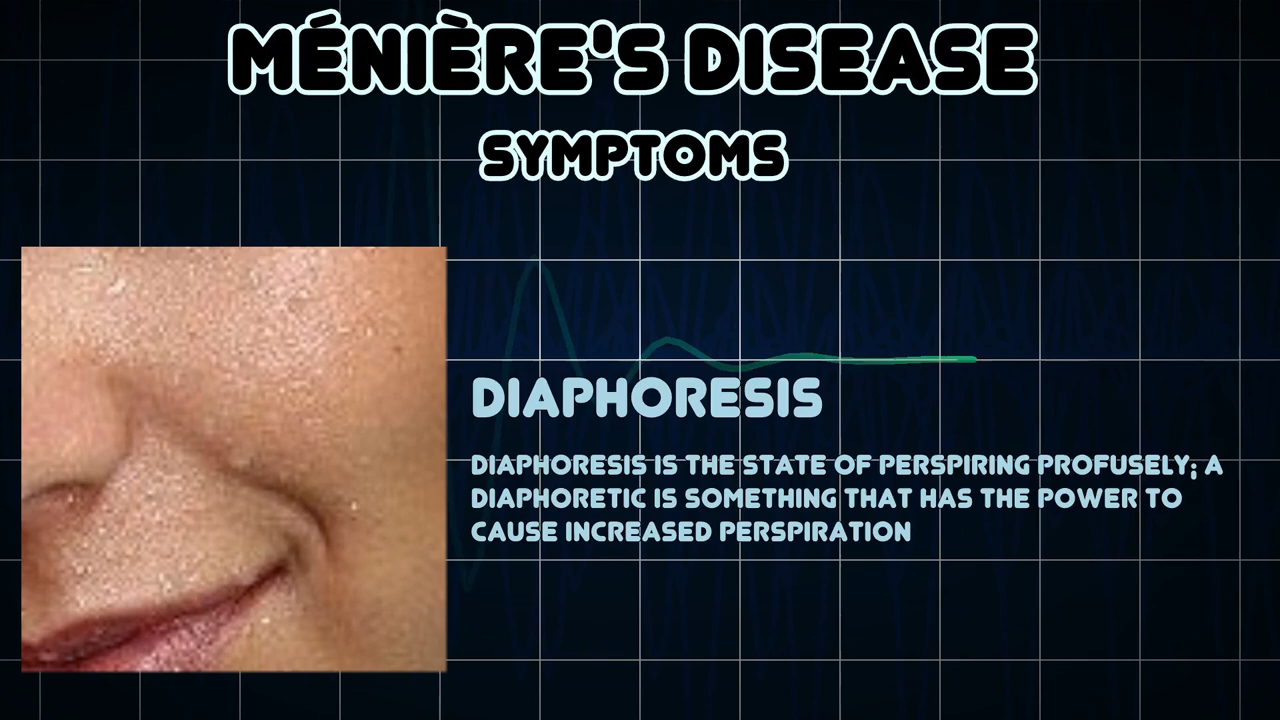 MÉNIÈRE'S DISEASE
SYMPTOMS
DIAPHORESIS
DIAPHORESIS IS THE STATE OF PERSPIRING PROFUSELY; A
DIAPHORETIC IS SOMETHING THAT HAS THE POWER TO
CAUSE INCREASED PERSPIRATION